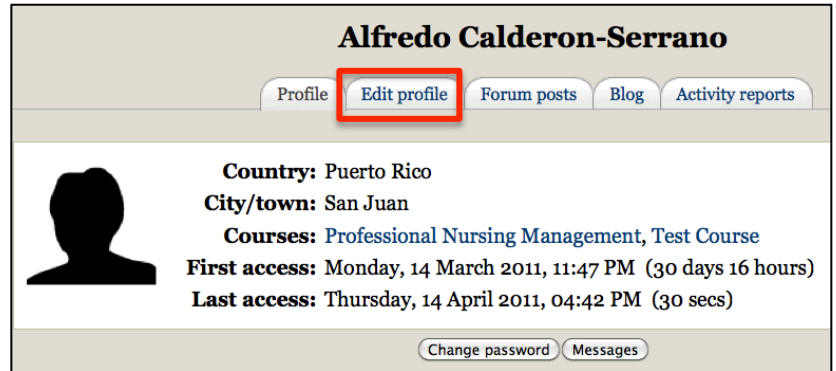 Alfredo Calderon-Serrano
Profile Edit profile Forum posts Blog Activity reports
Country: Puerto Rico
City/town: San Juan
Courses: Professional Nursing Management, Test Course
First access: Monday, 14 March 2011, 11:47 PM (30 days 16 hours)
Last access: Thursday, 14 April 2011, 04:42 PM (30 secs)
Change password Messages